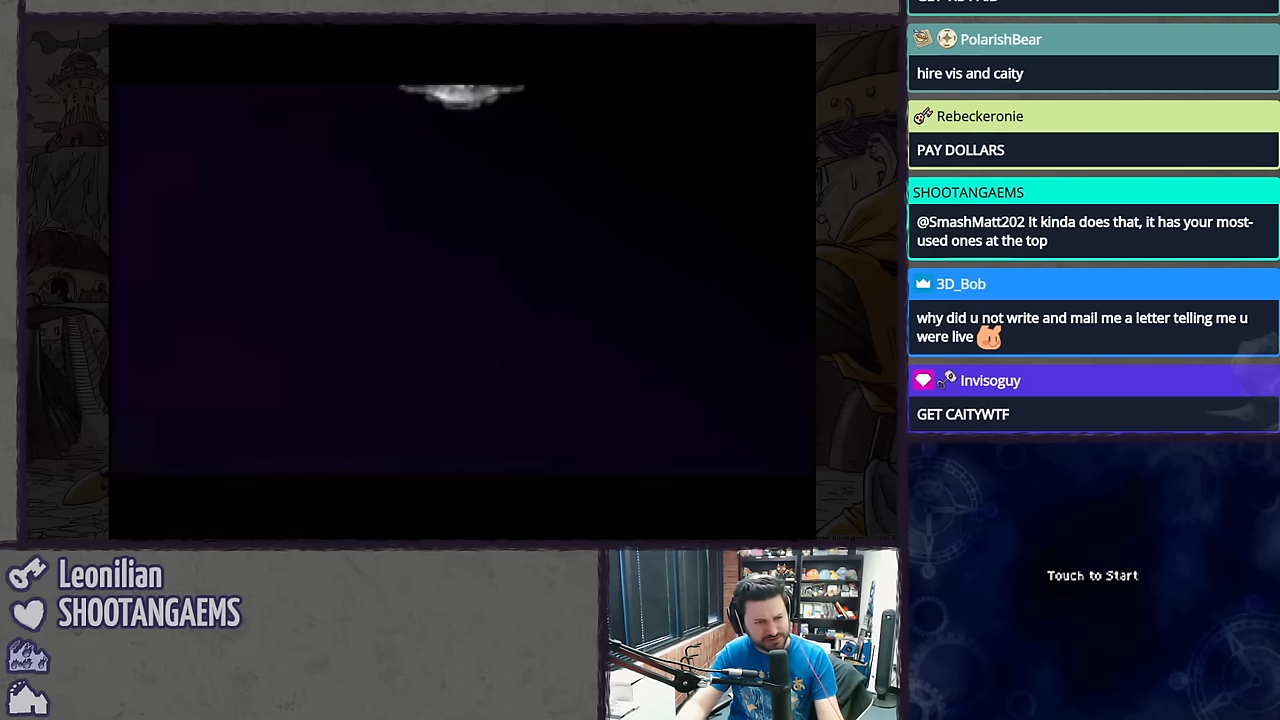 PolarishBear
hire vis and caity
Rebeckeronie
PAY DOLLARS
SHOOTANGAEMS
@SmashMatt202 It kinda does that, it has your most-
used ones at the top
3D_Bob
why did u not write and mail me a letter telling me u
were live
Invisoguy
GET CAITYWTF
Touch to Start
Leonilian
SHOOTANGAEMS